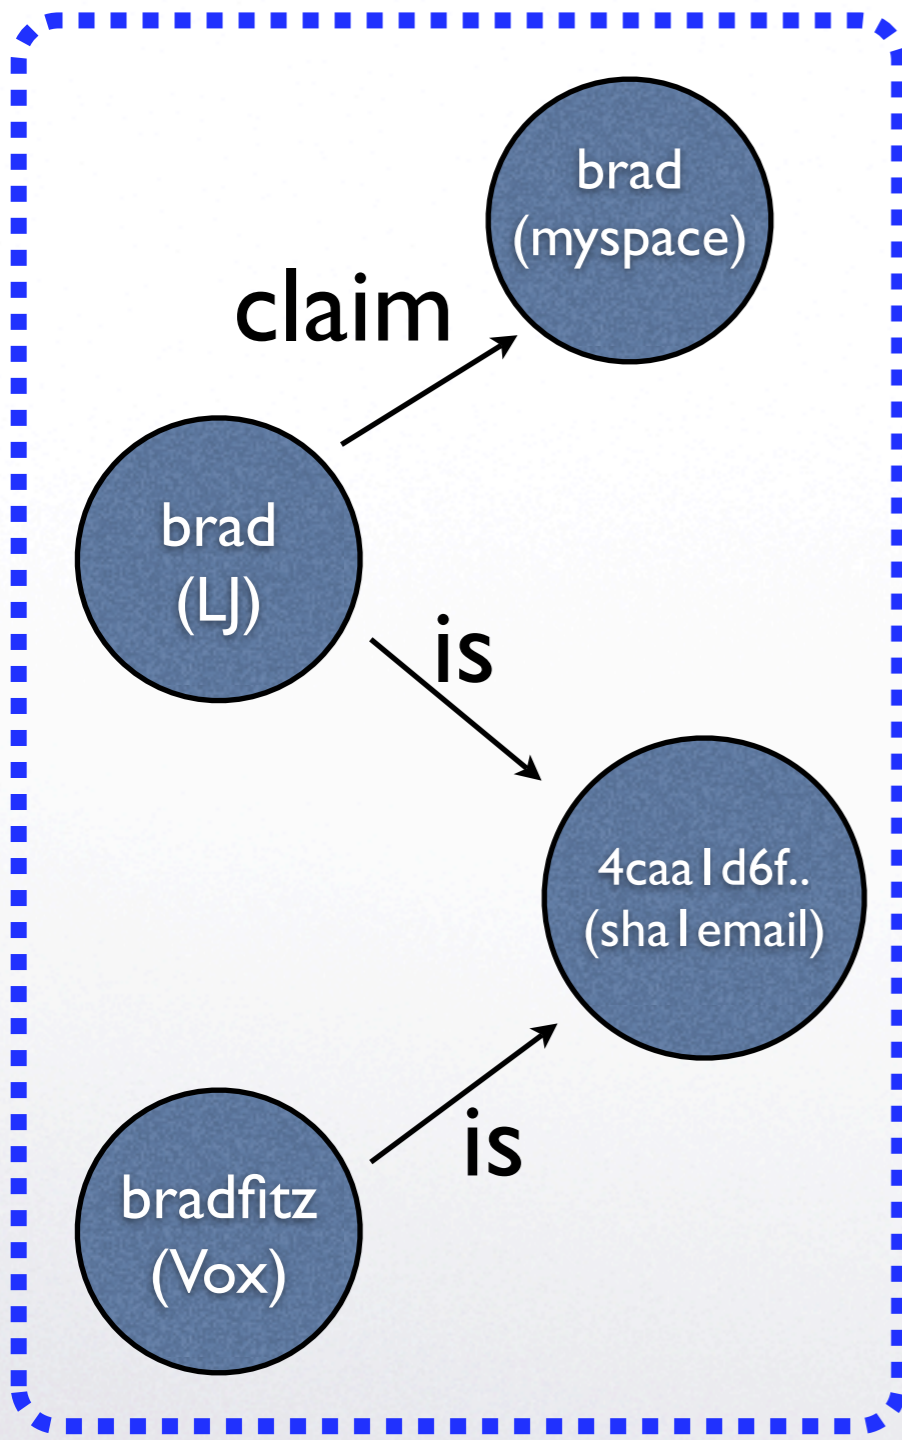 brad
(myspace)
claim
brad
(LJ)
is
4caa1d6f..
(sha1email)
is
bradfitz
(Vox)